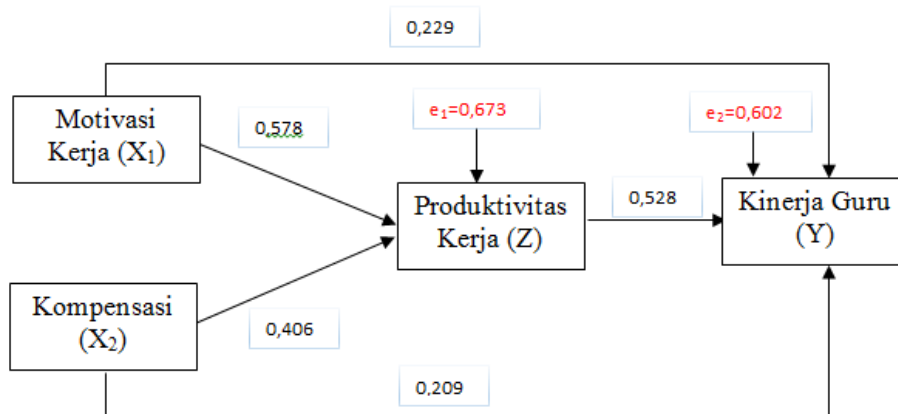 0,229
Motivasi
Kerja (X₁)
0,578
e₁=0,673
e₂=0,602
Produktivitas
Kerja (Z)
0,528
Kinerja Guru
(Y)
Kompensasi
(X₂)
0,406
0,209